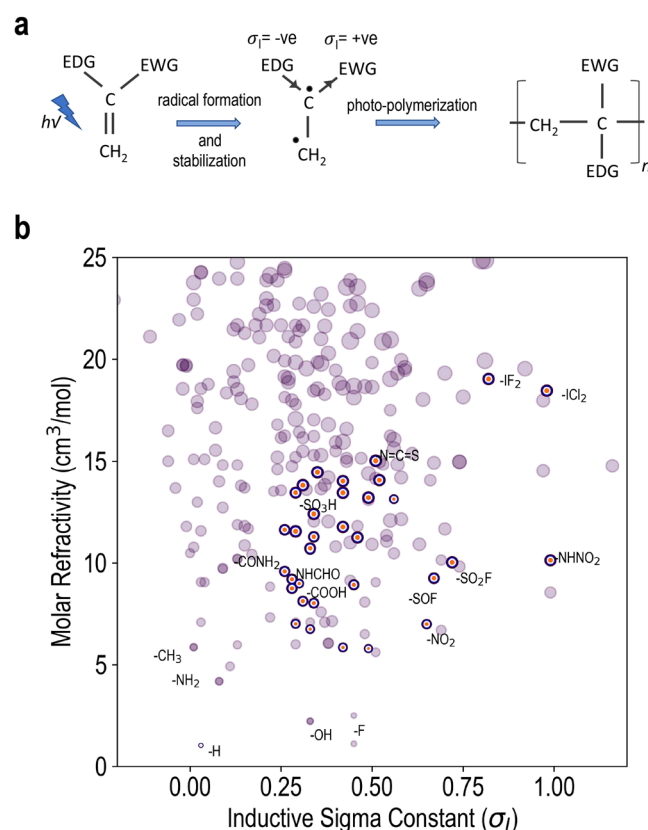 a
σI= -ve
σI= +ve
EDG
EWG
EDG
EWG
hν
C
CH2
radical formation
and
stabilization
C
CH2
photo-polymerization
EWG
CH2
C
EDG
n
b
25
20
15
10
5
0
Molar Refractivity (cm3/mol)
-IF2
-ICl2
N=C=S
-SO3H
-CONH2
NHCHO
-COOH
-SO2F
-NHNO2
-SOF
-NO2
-CH3
-NH2
-OH
-F
-H
0.00
0.25
0.50
0.75
1.00
Inductive Sigma Constant (σI)